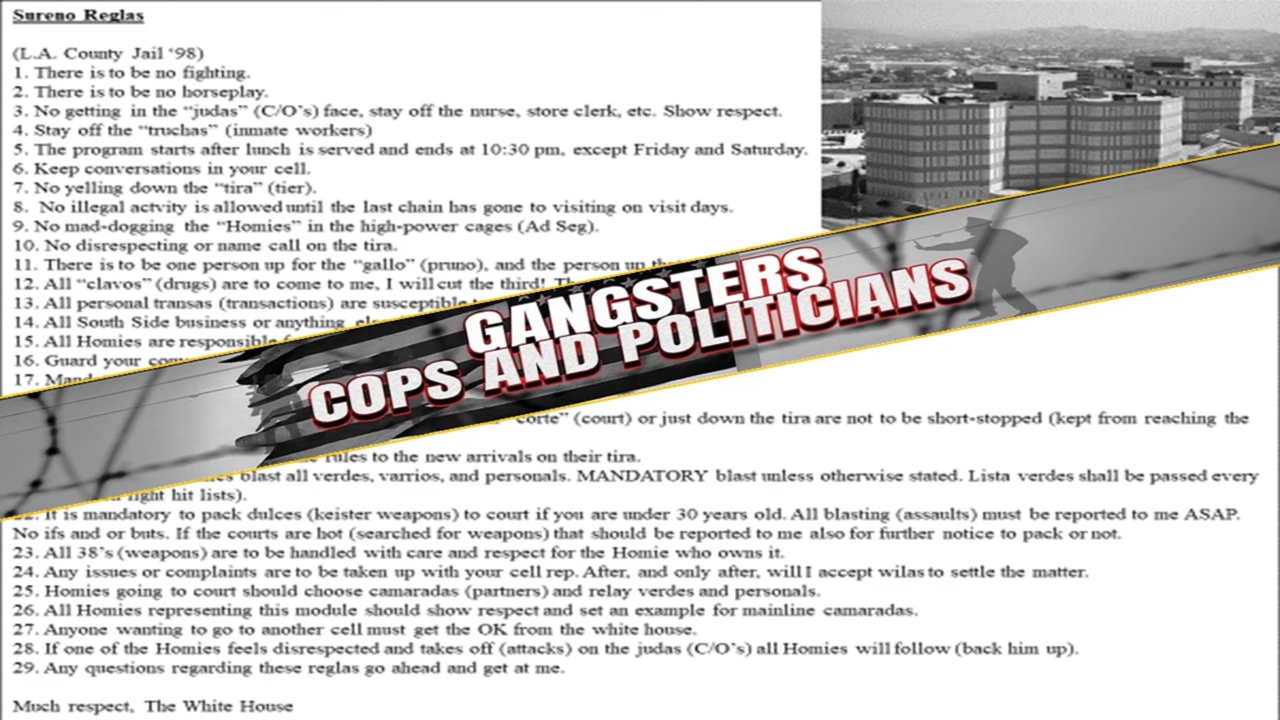 Sureno Reglas
(L.A. County Jail ‘98)
1. There is to be no fighting.
2. There is to be no horseplay.
3. No getting in the “judas” (C/O’s) face, stay off the nurse, store clerk, etc. Show respect.
4. Stay off the “truchas” (inmate workers)
5. The program starts after lunch is served and ends at 10:30 pm, except Friday and Saturday.
6. Keep conversations in your cell.
7. No yelling down the “tira” (tier).
8. No illegal actvity is allowed until the last chain has gone to visiting on visit days.
9. No mad-dogging the “Homies” in the high-power cages (Ad Seg).
10. No disrespecting or name call on the tira.
11. There is to be one person up for the “gallo” (pruno), and the person up
12. All “clavos” (drugs) are to come to me, I will cut the third!
13. All personal transas (transactions) are susceptible
14. All South Side business or anything
15. All Homies are responsible
16. Guard your
17.
GANGSTERS
COPS AND POLITICIANS
corte” (court) or just down the tira are not to be short-stopped (kept from reaching the
rules to the new arrivals on their tira.
blast all verdes, varrios, and personals. MANDATORY blast unless otherwise stated. Lista verdes shall be passed every
hit lists).
22. It is mandatory to pack dulces (keister weapons) to court if you are under 30 years old. All blasting (assaults) must be reported to me ASAP.
No ifs and or buts. If the courts are hot (searched for weapons) that should be reported to me also for further notice to pack or not.
23. All 38’s (weapons) are to be handled with care and respect for the Homie who owns it.
24. Any issues or complaints are to be taken up with your cell rep. After, and only after, will I accept wilas to settle the matter.
25. Homies going to court should choose camaradas (partners) and relay verdes and personals.
26. All Homies representing this module should show respect and set an example for mainline camaradas.
27. Anyone wanting to go to another cell must get the OK from the white house.
28. If one of the Homies feels disrespected and takes off (attacks) on the judas (C/O’s) all Homies will follow (back him up).
29. Any questions regarding these reglas go ahead and get at me.
Much respect, The White House